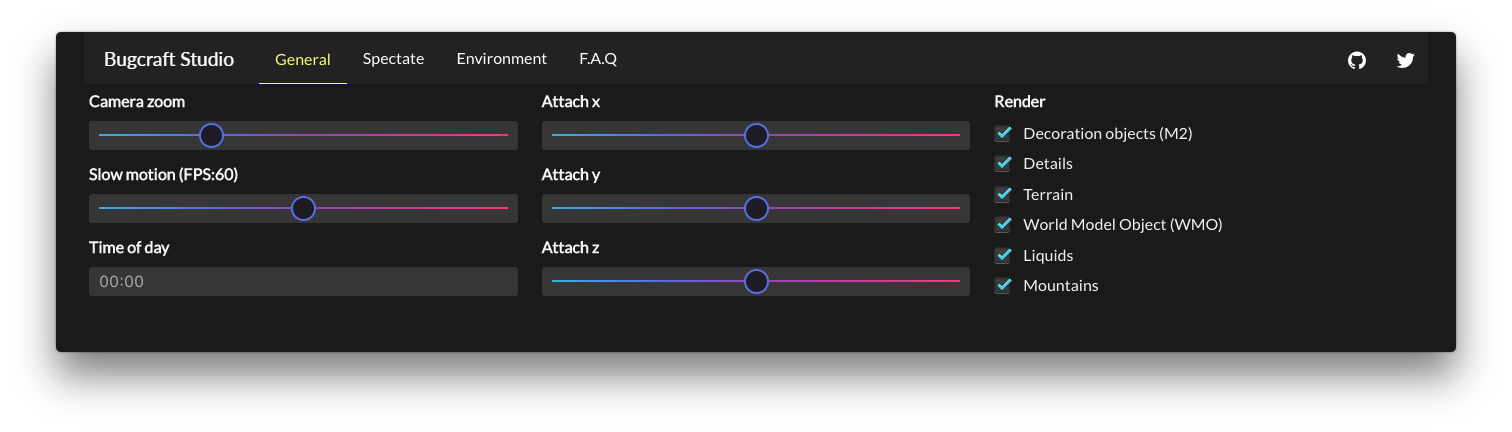 Bugcraft Studio General Spectate Environment F.A.Q
Camera zoom
Slow motion (FPS:60)
Time of day
00:00
Attach x
Attach y
Attach z
Render
Decoration objects (M2)
Details
Terrain
World Model Object (WMO)
Liquids
Mountains